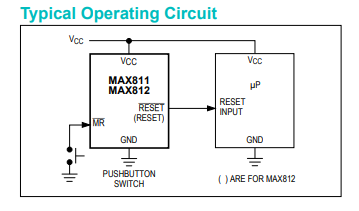 Typical Operating Circuit
VCC
VCC
MAX811
MAX812
RESET
(RESET)
MR
GND
PUSHBUTTON
SWITCH
VCC
μP
RESET
INPUT
GND
( ) ARE FOR MAX812